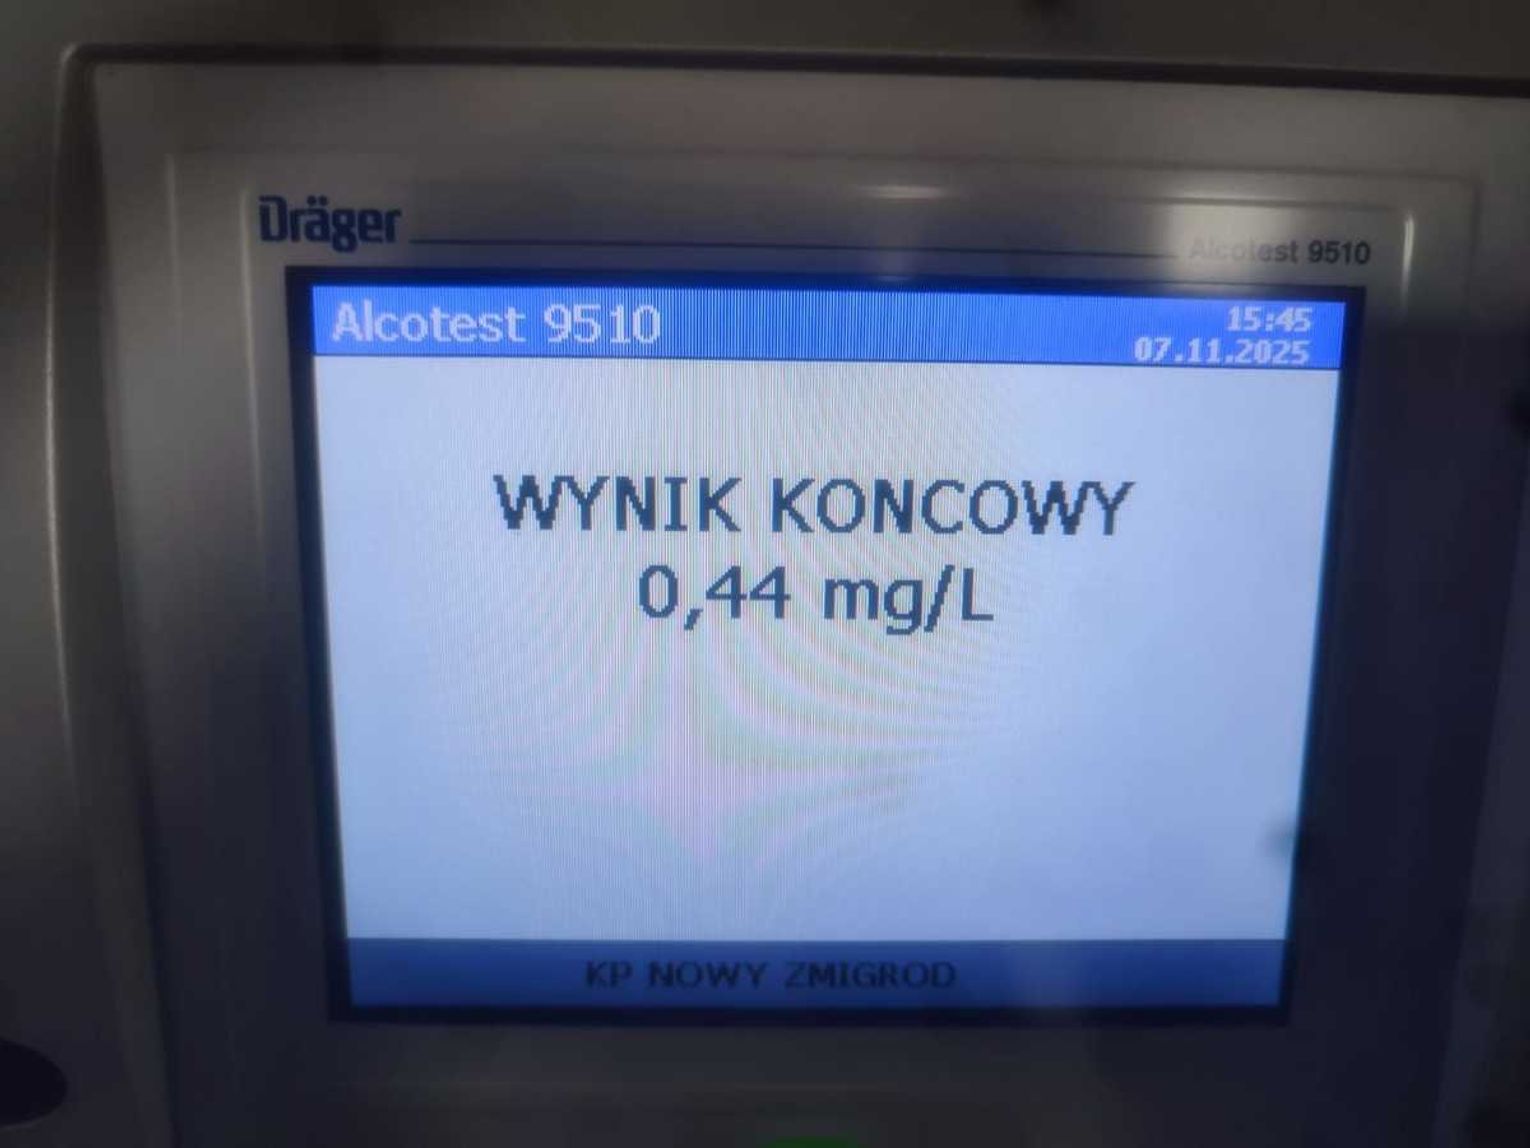 Dräger
Alcotest 9510
Alcotest 9510
15:45
07.11.2025
WYNIK KONCOWY
0,44 mg/L
KP NOWY ZMIGROD